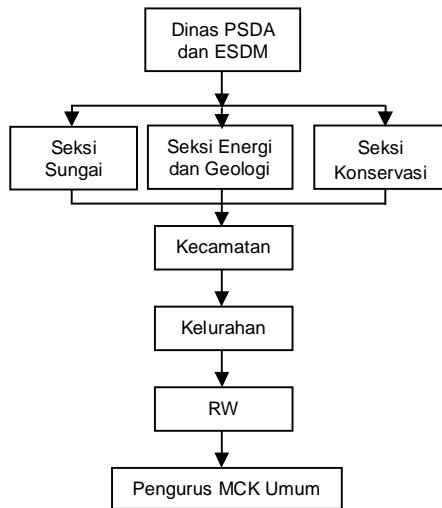 Dinas PSDA
dan ESDM
Seksi
Sungai
Seksi Energi
dan Geologi
Seksi
Konservasi
Kecamatan
Kelurahan
RW
Pengurus MCK Umum